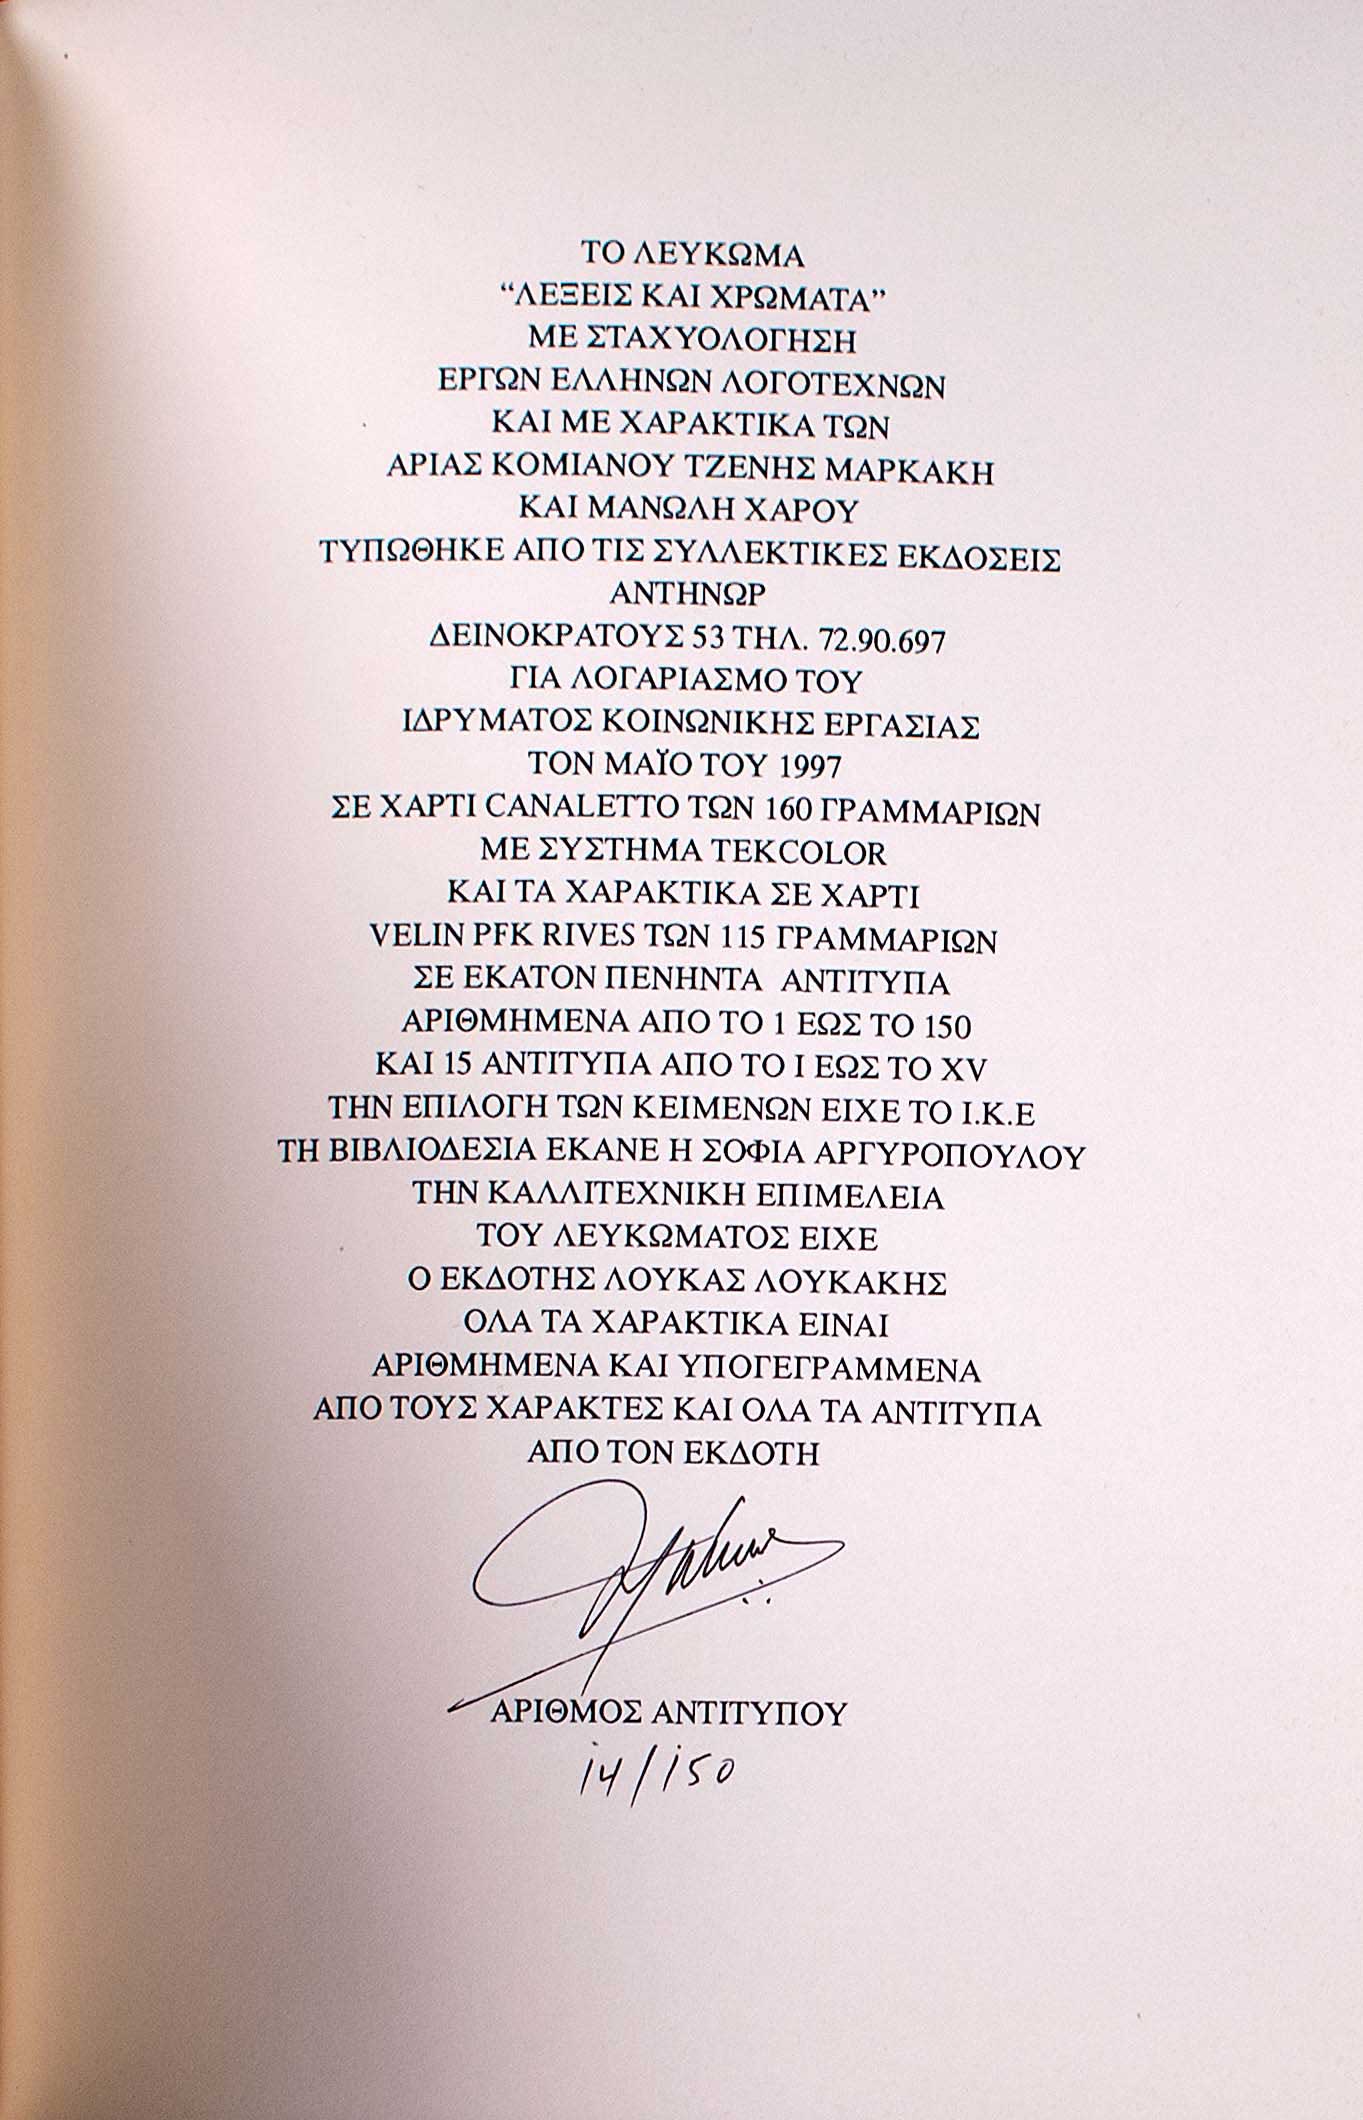 ΤΟ ΛΕΥΚΩΜΑ
“ΛΕΞΕΙΣ ΚΑΙ ΧΡΩΜΑΤΑ”
ΜΕ ΣΤΑΧΥΟΛΟΓΗΣΗ
ΕΡΓΩΝ ΕΛΛΗΝΩΝ ΛΟΓΟΤΕΧΝΩΝ
ΚΑΙ ΜΕ ΧΑΡΑΚΤΙΚΑ ΤΩΝ
ΑΡΙΑΣ ΚΟΜΙΑΝΟΥ ΤΖΕΝΗΣ ΜΑΡΚΑΚΗ
ΚΑΙ ΜΑΝΩΛΗ ΧΑΡΟΥ
ΤΥΠΩΘΗΚΕ ΑΠΟ ΤΙΣ ΣΥΛΛΕΚΤΙΚΕΣ ΕΚΔΟΣΕΙΣ
ΑΝΤΗΝΩΡ
ΔΕΙΝΟΚΡΑΤΟΥΣ 53 ΤΗΛ. 72.90.697
ΓΙΑ ΛΟΓΑΡΙΑΣΜΟ ΤΟΥ
ΙΔΡΥΜΑΤΟΣ ΚΟΙΝΩΝΙΚΗΣ ΕΡΓΑΣΙΑΣ
ΤΟΝ ΜΑΪΟ ΤΟΥ 1997
ΣΕ ΧΑΡΤΙ CANALETTO ΤΩΝ 160 ΓΡΑΜΜΑΡΙΩΝ
ΜΕ ΣΥΣΤΗΜΑ TEKCOLOR
ΚΑΙ ΤΑ ΧΑΡΑΚΤΙΚΑ ΣΕ ΧΑΡΤΙ
VELIN PFK RIVES ΤΩΝ 115 ΓΡΑΜΜΑΡΙΩΝ
ΣΕ ΕΚΑΤΟΝ ΠΕΝΗΝΤΑ ΑΝΤΙΤΥΠΑ
ΑΡΙΘΜΗΜΕΝΑ ΑΠΟ ΤΟ 1 ΕΩΣ ΤΟ 150
ΚΑΙ 15 ΑΝΤΙΤΥΠΑ ΑΠΟ ΤΟ I ΕΩΣ ΤΟ XV
ΤΗΝ ΕΠΙΛΟΓΗ ΤΩΝ ΚΕΙΜΕΝΩΝ ΕΙΧΕ ΤΟ Ι.Κ.Ε
ΤΗ ΒΙΒΛΙΟΔΕΣΙΑ ΕΚΑΝΕ Η ΣΟΦΙΑ ΑΡΓΥΡΟΠΟΥΛΟΥ
ΤΗΝ ΚΑΛΛΙΤΕΧΝΙΚΗ ΕΠΙΜΕΛΕΙΑ
ΤΟΥ ΛΕΥΚΩΜΑΤΟΣ ΕΙΧΕ
Ο ΕΚΔΟΤΗΣ ΛΟΥΚΑΣ ΛΟΥΚΑΚΗΣ
ΟΛΑ ΤΑ ΧΑΡΑΚΤΙΚΑ ΕΙΝΑΙ
ΑΡΙΘΜΗΜΕΝΑ ΚΑΙ ΥΠΟΓΕΓΡΑΜΜΕΝΑ
ΑΠΟ ΤΟΥΣ ΧΑΡΑΚΤΕΣ ΚΑΙ ΟΛΑ ΤΑ ΑΝΤΙΤΥΠΑ
ΑΠΟ ΤΟΝ ΕΚΔΟΤΗ
ΑΡΙΘΜΟΣ ΑΝΤΙΤΥΠΟΥ
14/150